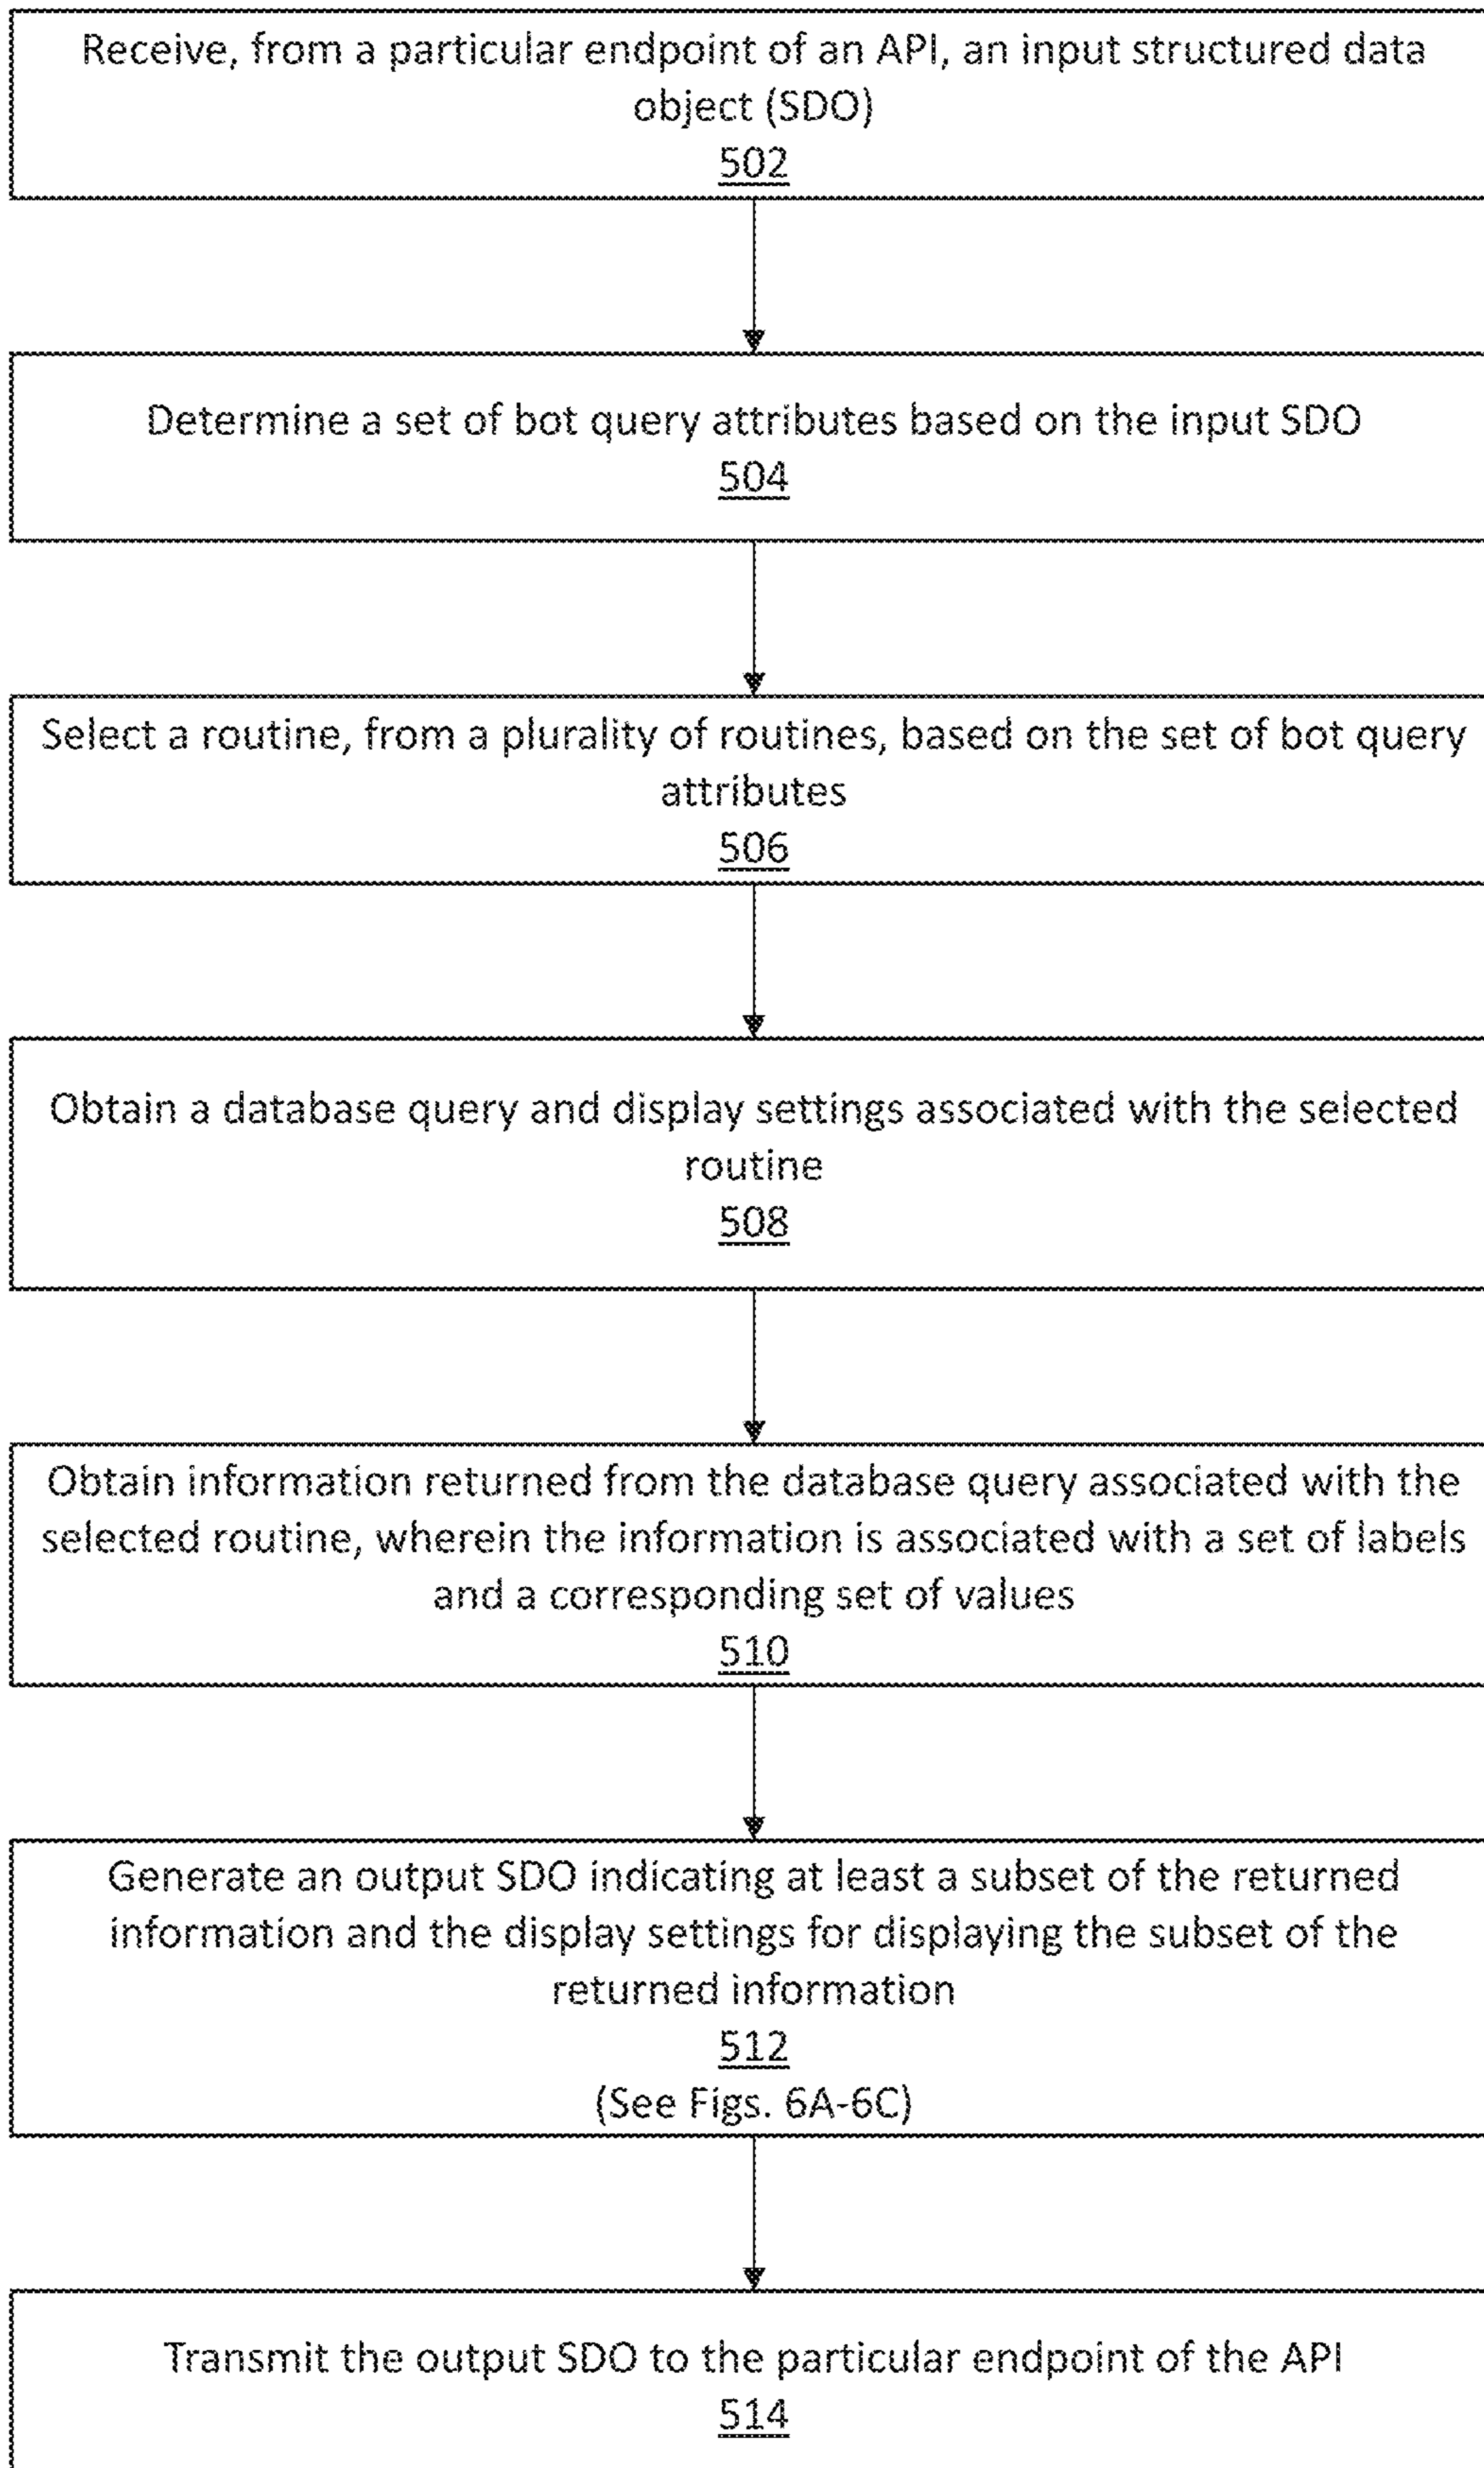 Receive, from a particular endpoint of an API, an input structured data
object (SDO)
502
Determine a set of bot query attributes based on the input SDO
504
Select a routine, from a plurality of routines, based on the set of bot query
attributes
506
Obtain a database query and display settings associated with the selected
routine
508
Obtain information returned from the database query associated with the
selected routine, wherein the information is associated with a set of labels
and a corresponding set of values
510
Generate an output SDO indicating at least a subset of the returned
information and the display settings for displaying the subset of the
returned information
512
(See Figs. 6A-6C)
Transmit the output SDO to the particular endpoint of the API
514